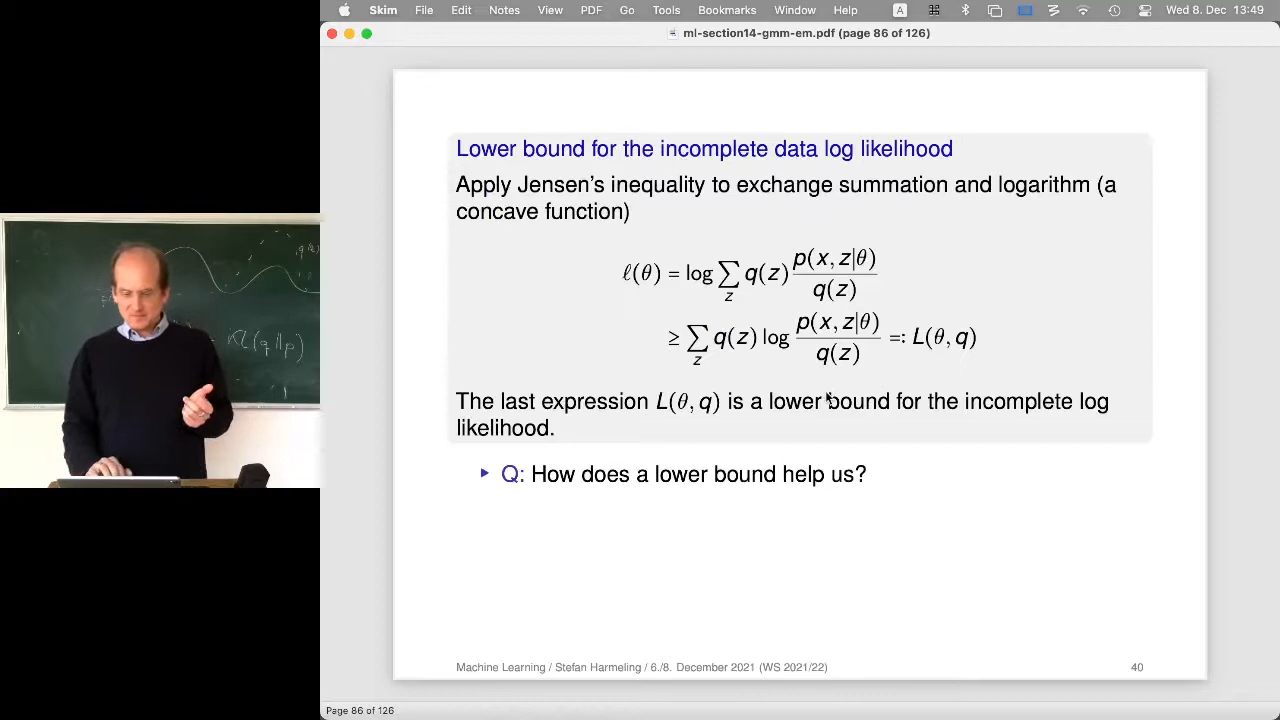 Skim File Edit Notes View PDF Go Tools Bookmarks Window Help A Wed 8. Dec 13:49
ml-section14-gmm-em.pdf (page 86 of 126)
Lower bound for the incomplete data log likelihood
Apply Jensen's inequality to exchange summation and logarithm (a
concave function)
ℓ(θ) = log ∑_z q(z) p(x, z|θ) / q(z)
≥ ∑_z q(z) log p(x, z|θ) / q(z) =: L(θ, q)
The last expression L(θ, q) is a lower bound for the incomplete log
likelihood.
▸ Q: How does a lower bound help us?
Machine Learning / Stefan Harmeling / 6./8. December 2021 (WS 2021/22) 40
Page 86 of 126
KL(q||p)